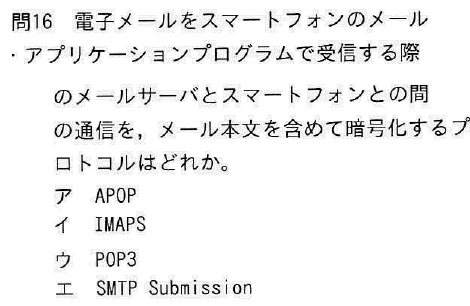 問16 電子メールをスマートフォンのメール
・アプリケーションプログラムで受信する際
のメールサーバとスマートフォンとの間
の通信を，メール本文を含めて暗号化するプ
ロトコルはどれか。
ア APOP
イ IMAPS
ウ POP3
エ SMTP Submission